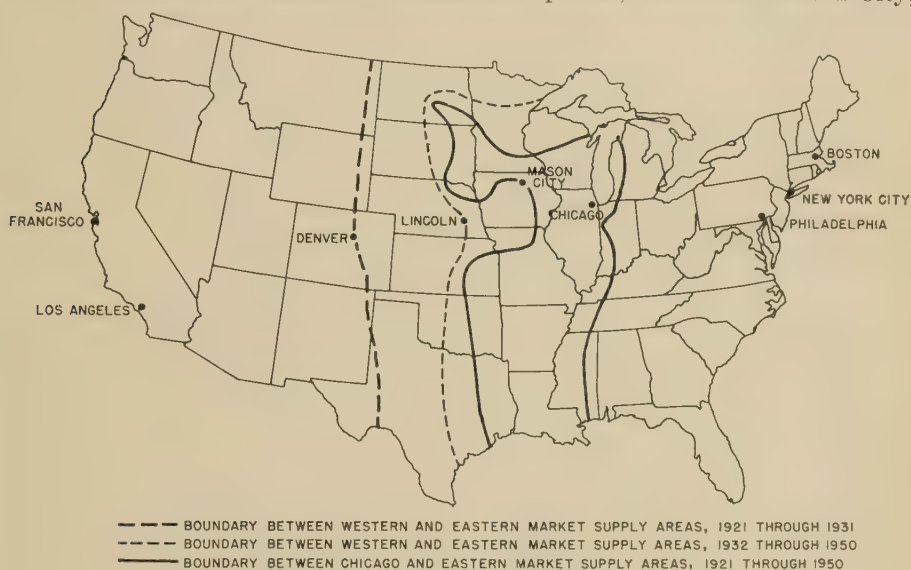 City,
BOSTON
MASON
CITY
NEW YORK CITY
SAN
FRANCISCO
LINCOLN
CHICAGO
PHILADELPHIA
DENVER
LOS ANGELES
BOUNDARY BETWEEN WESTERN AND EASTERN MARKET SUPPLY AREAS, 1921 THROUGH 1931
BOUNDARY BETWEEN WESTERN AND EASTERN MARKET SUPPLY AREAS, 1932 THROUGH 1950
BOUNDARY BETWEEN CHICAGO AND EASTERN MARKET SUPPLY AREAS, 1921 THROUGH 1950